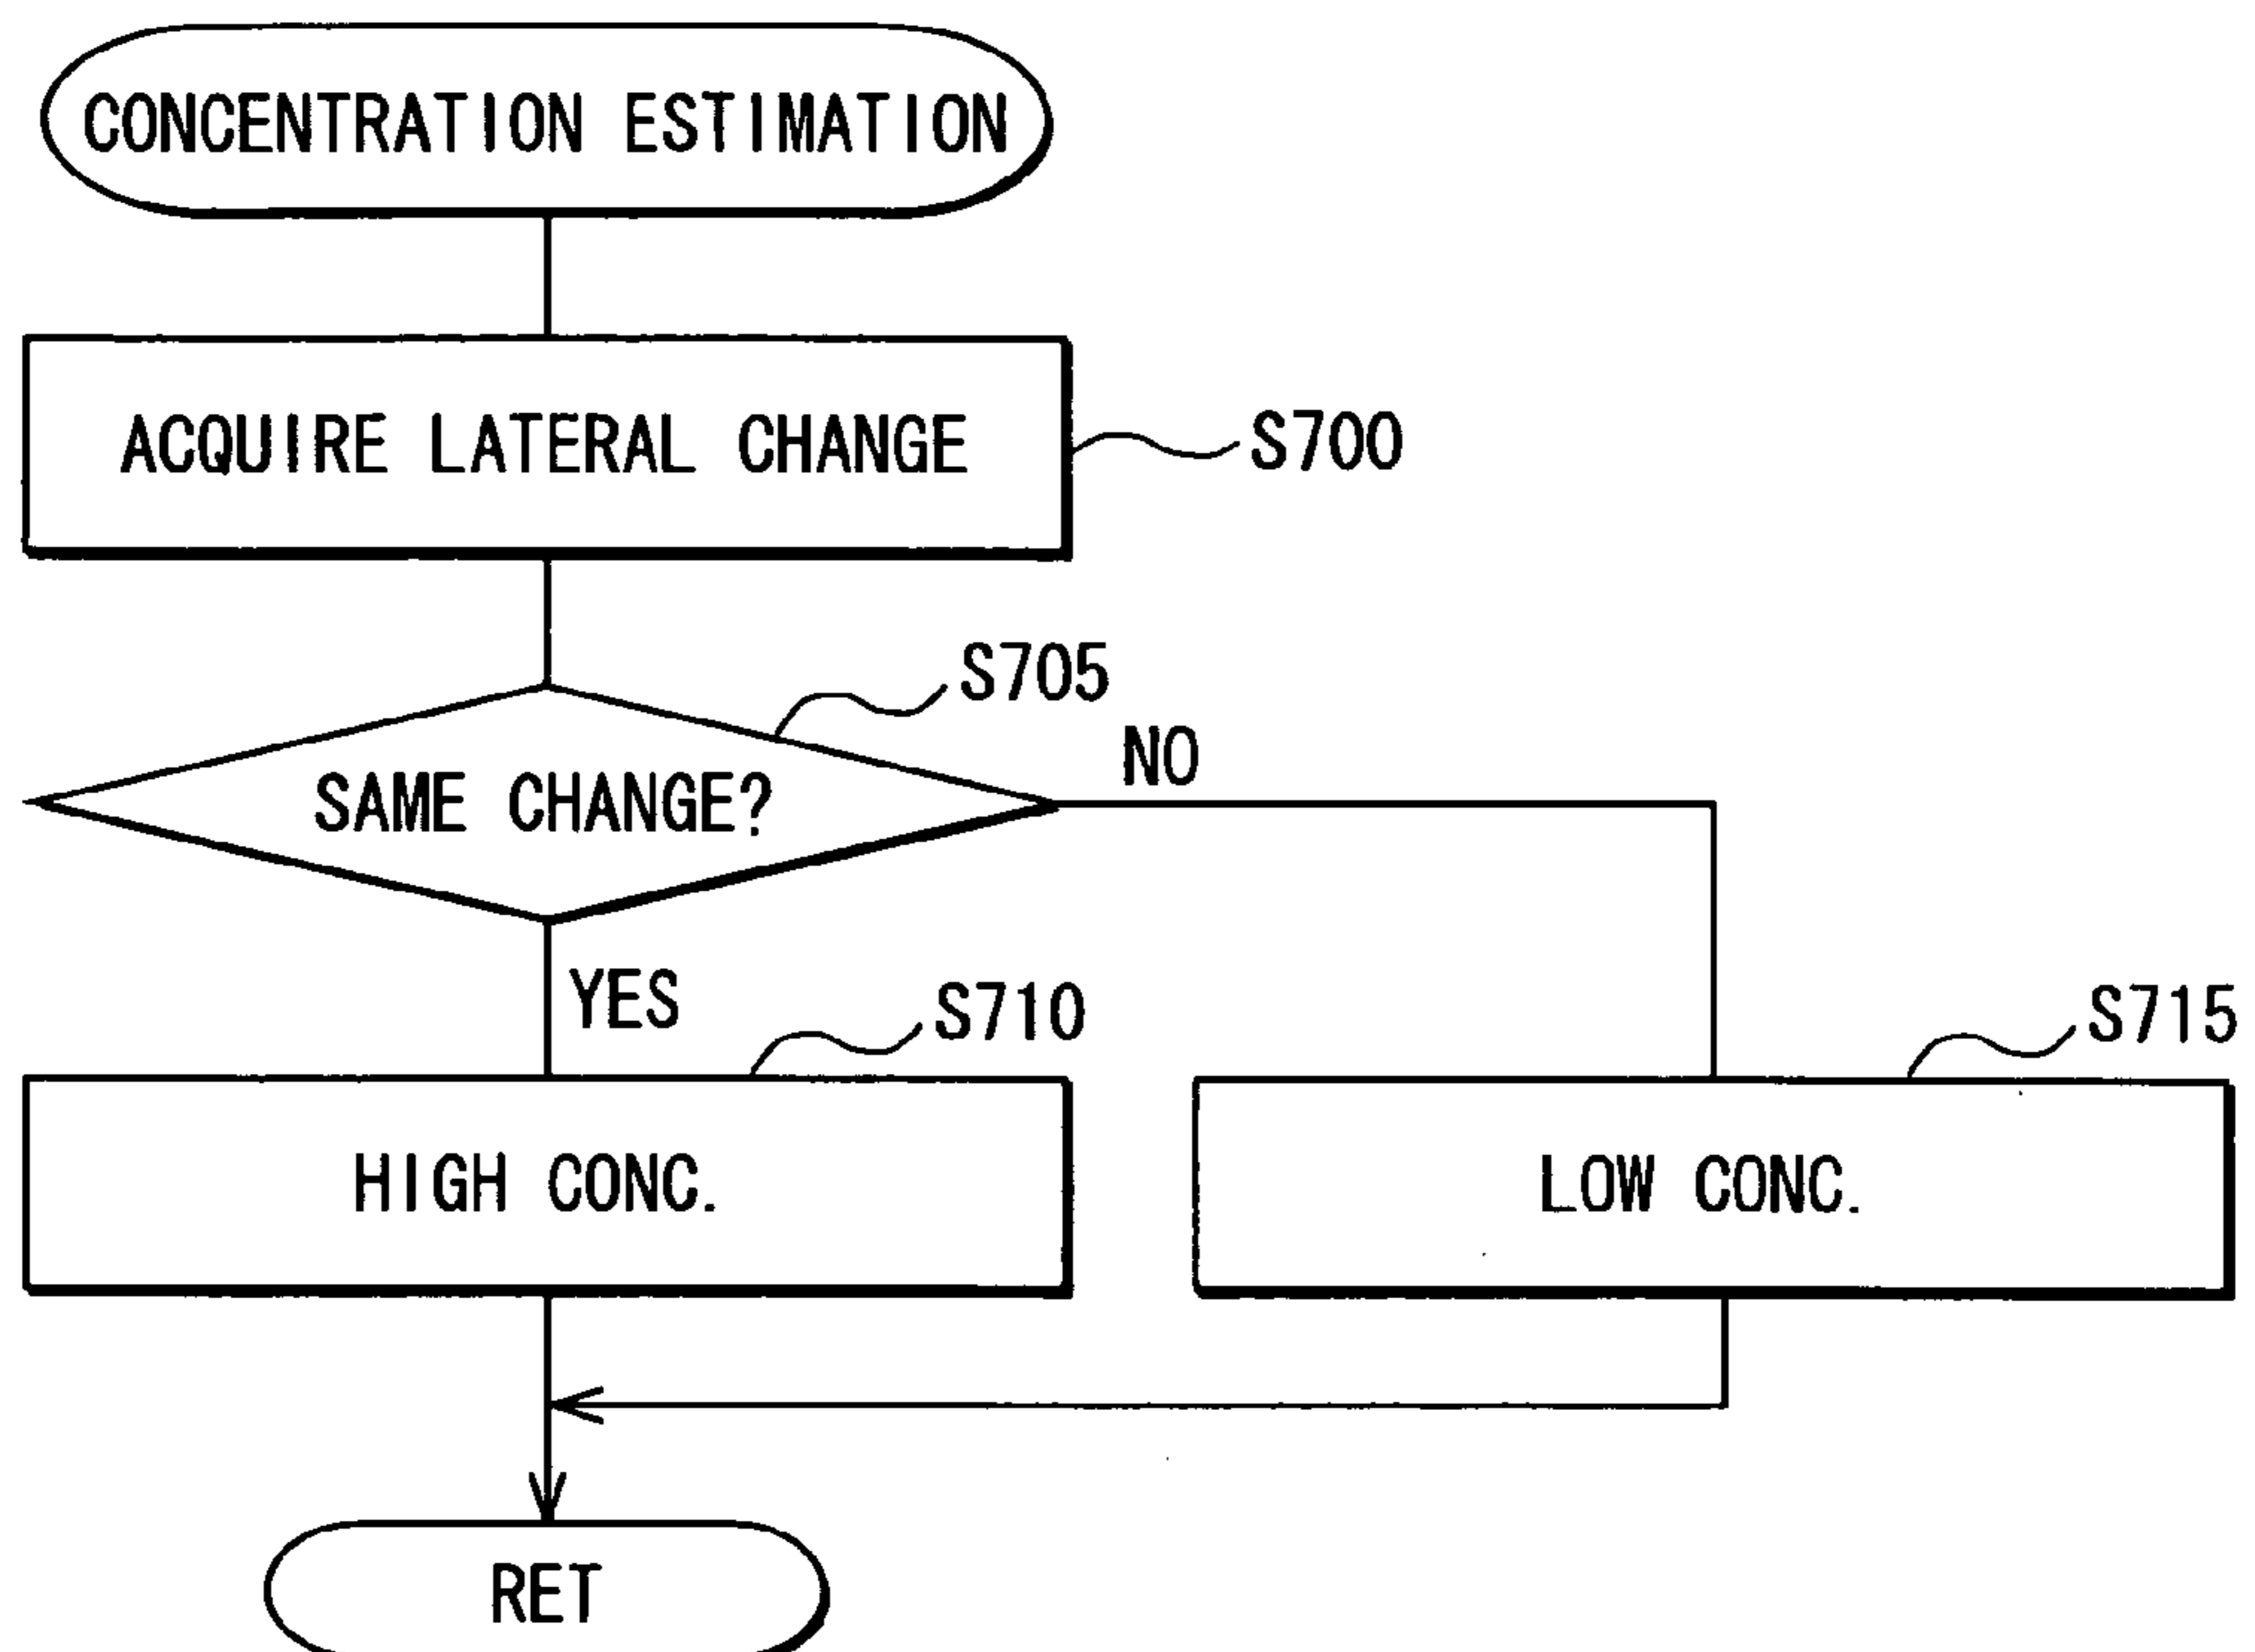 CONCENTRATION ESTIMATION
ACQUIRE LATERAL CHANGE
S700
S705
SAME CHANGE?
NO
YES
S710
S715
HIGH CONC.
LOW CONC.
RET